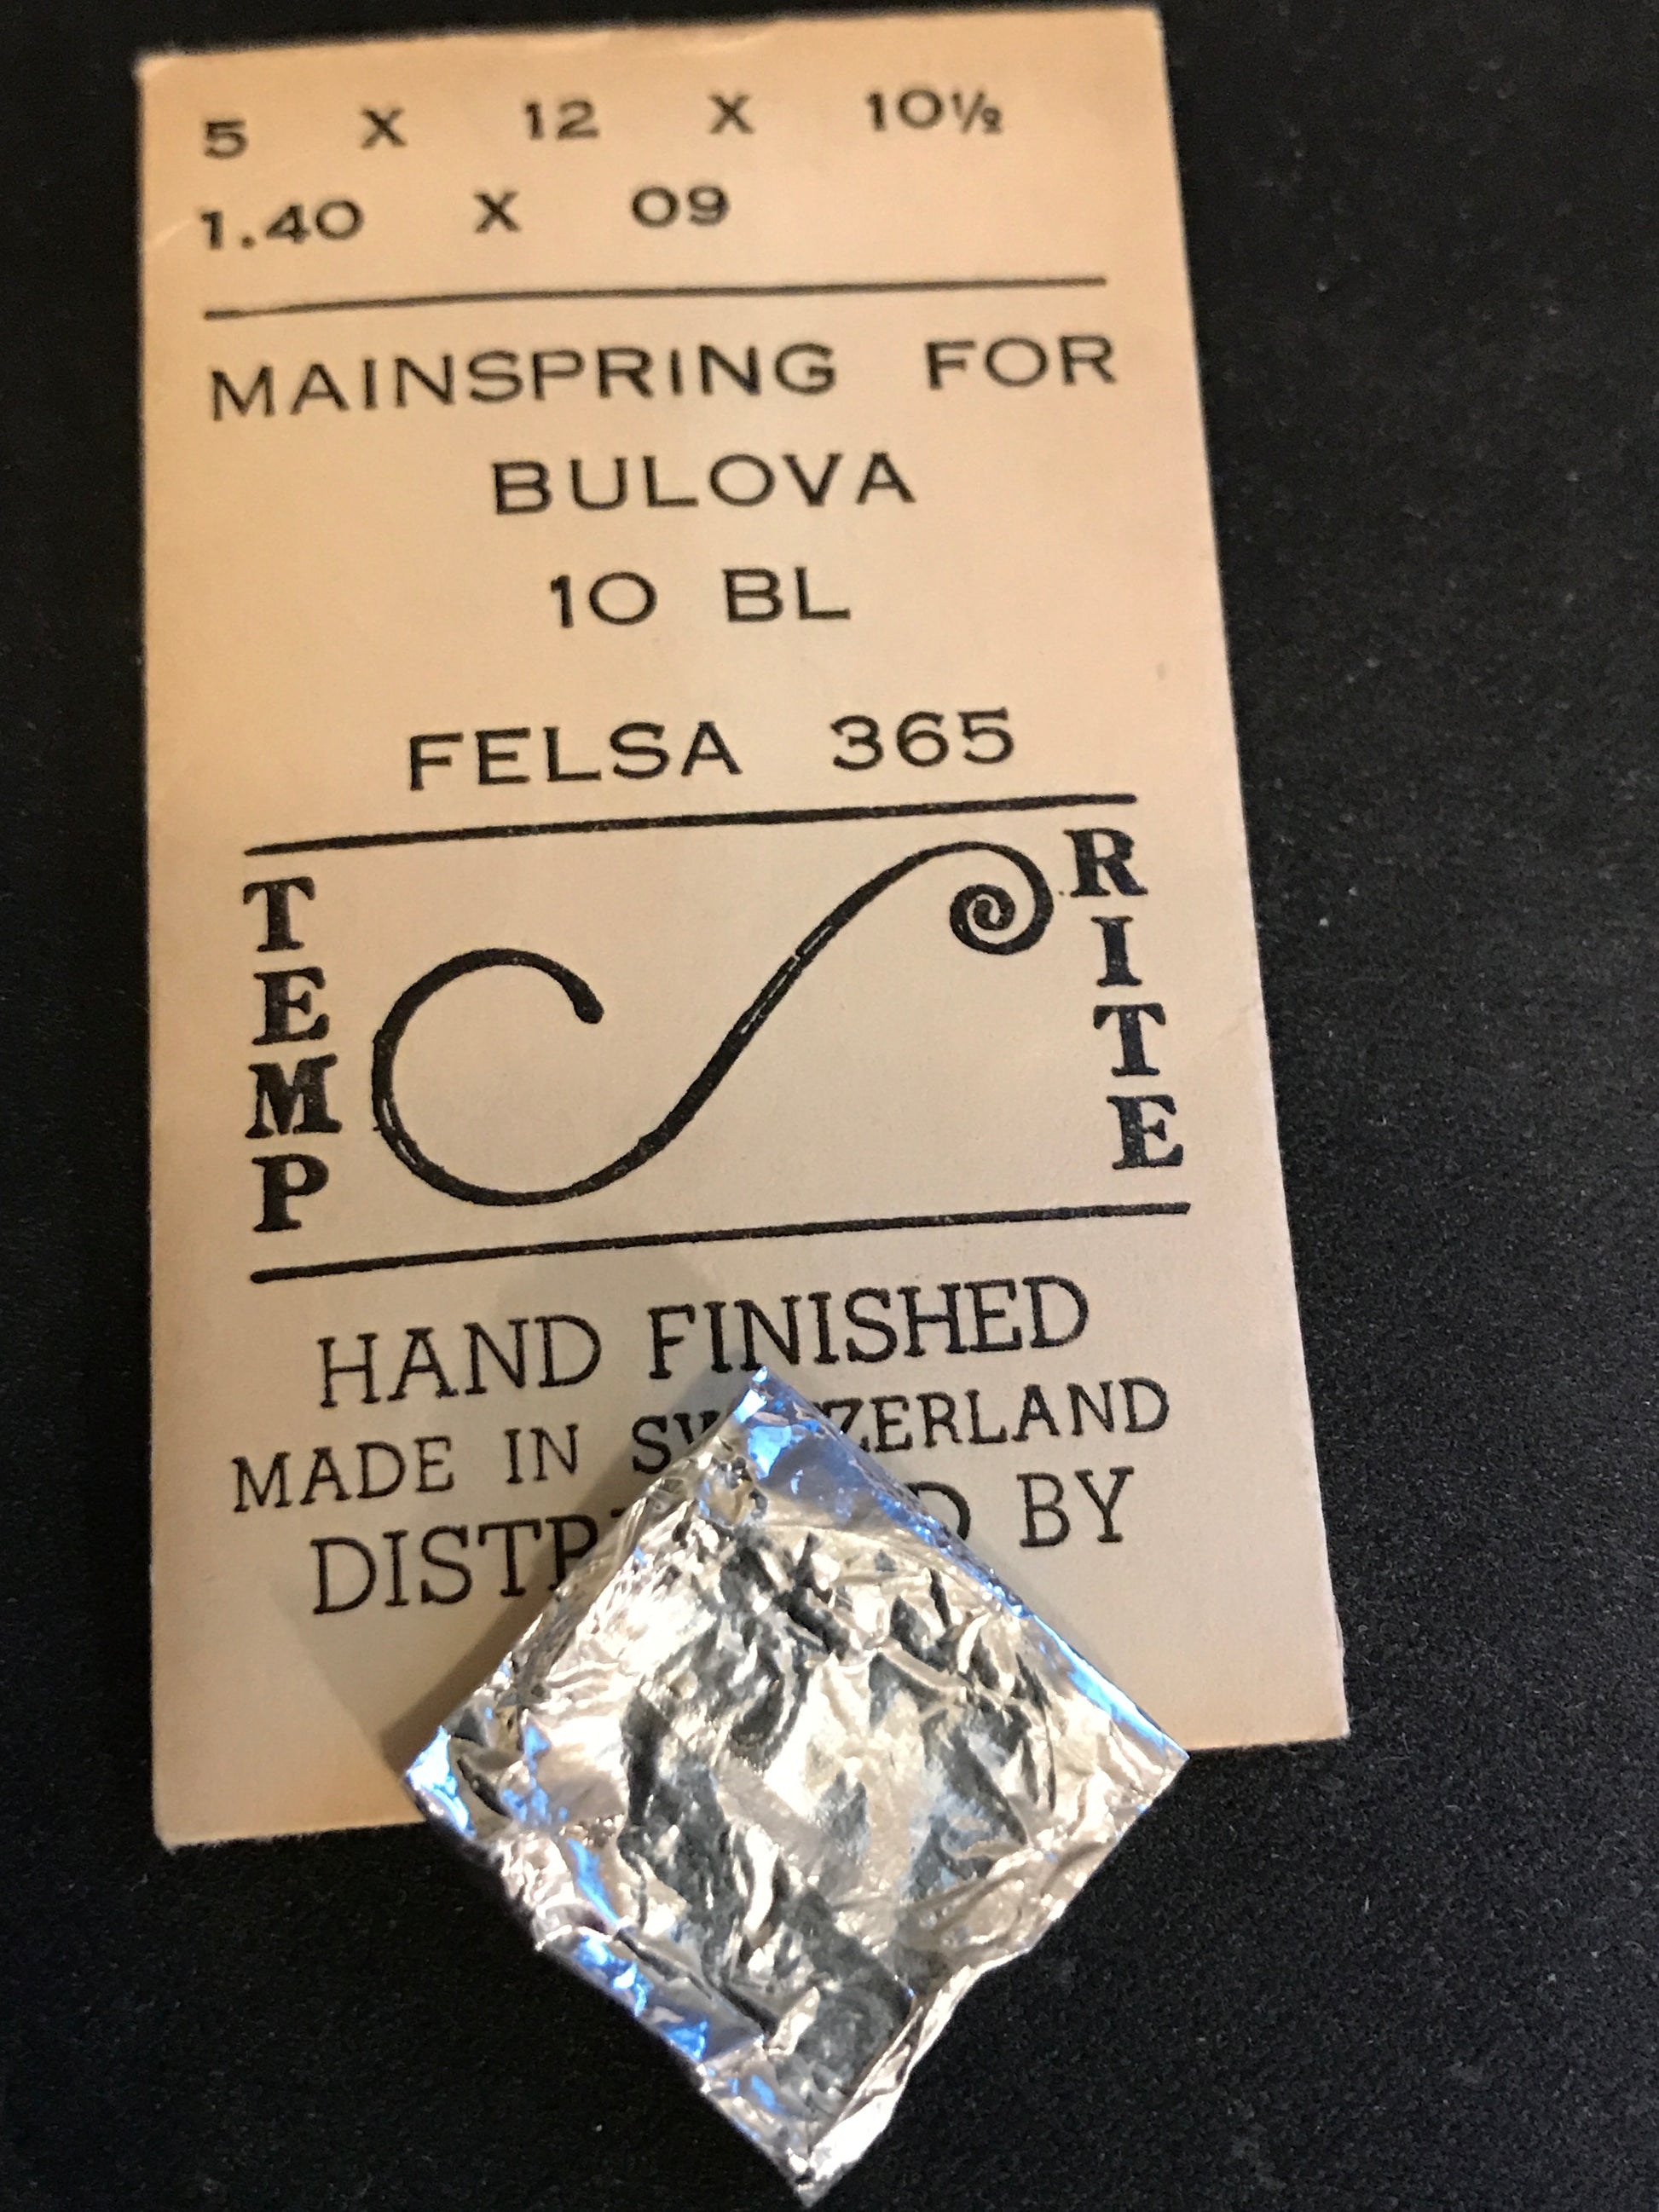 5 X 12 X 10½
1.40 X 09
MAINSPRING FOR
BULOVA
10 BL
FELSA 365
TEMP
RITE
HAND FINISHED
MADE IN
BY